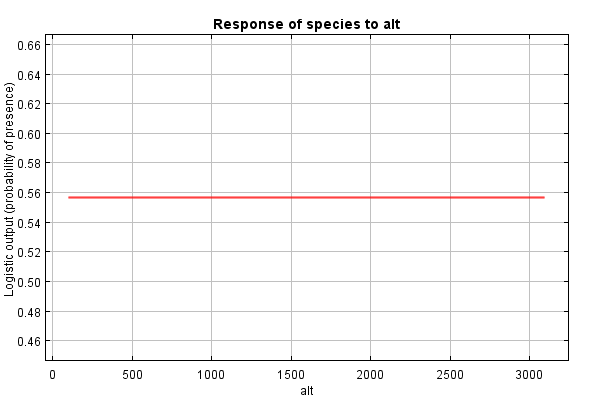 Response of species to alt
Logistic output (probability of presence)
0.66
0.64
0.62
0.60
0.58
0.56
0.54
0.52
0.50
0.48
0.46
0 500 1000 1500 2000 2500 3000
alt